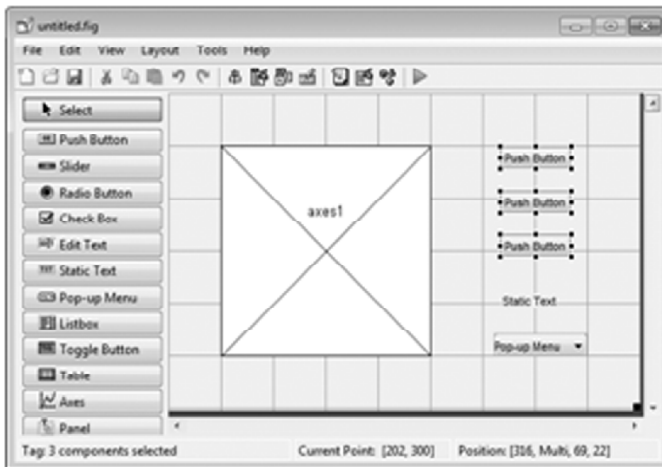 untitled.fig
File Edit View Layout Tools Help
Select
Push Button
Slider
Radio Button
Check Box
Edit Text
Static Text
Pop-up Menu
Listbox
Toggle Button
Table
Axes
Panel
axes1
Push Button
Push Button
Push Button
Static Text
Pop-up Menu
Tag: 3 components selected Current Point: [202, 300] Position: [316, Multi, 69, 22]